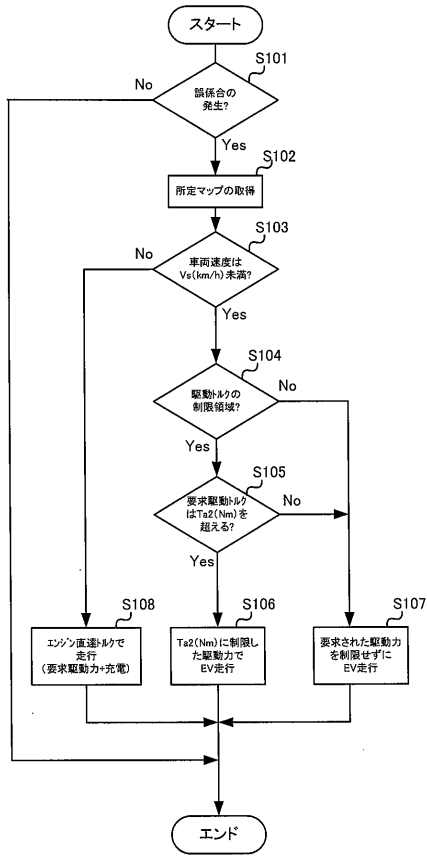 スタート
S101
No
誤係合の
発生?
Yes
S102
所定マップの取得
S103
No
車両速度は
Vs(km/h)未満?
Yes
S104
駆動トルクの
制限領域?
No
Yes
S105
要求駆動トルク
はTa2(Nm)を
超える?
No
Yes
S108
エンジン直達トルクで
走行
(要求駆動力+充電)
S106
Ta2(Nm)に制限し
た駆動力で
EV走行
S107
要求された駆動力
を制限せずに
EV走行
エンド